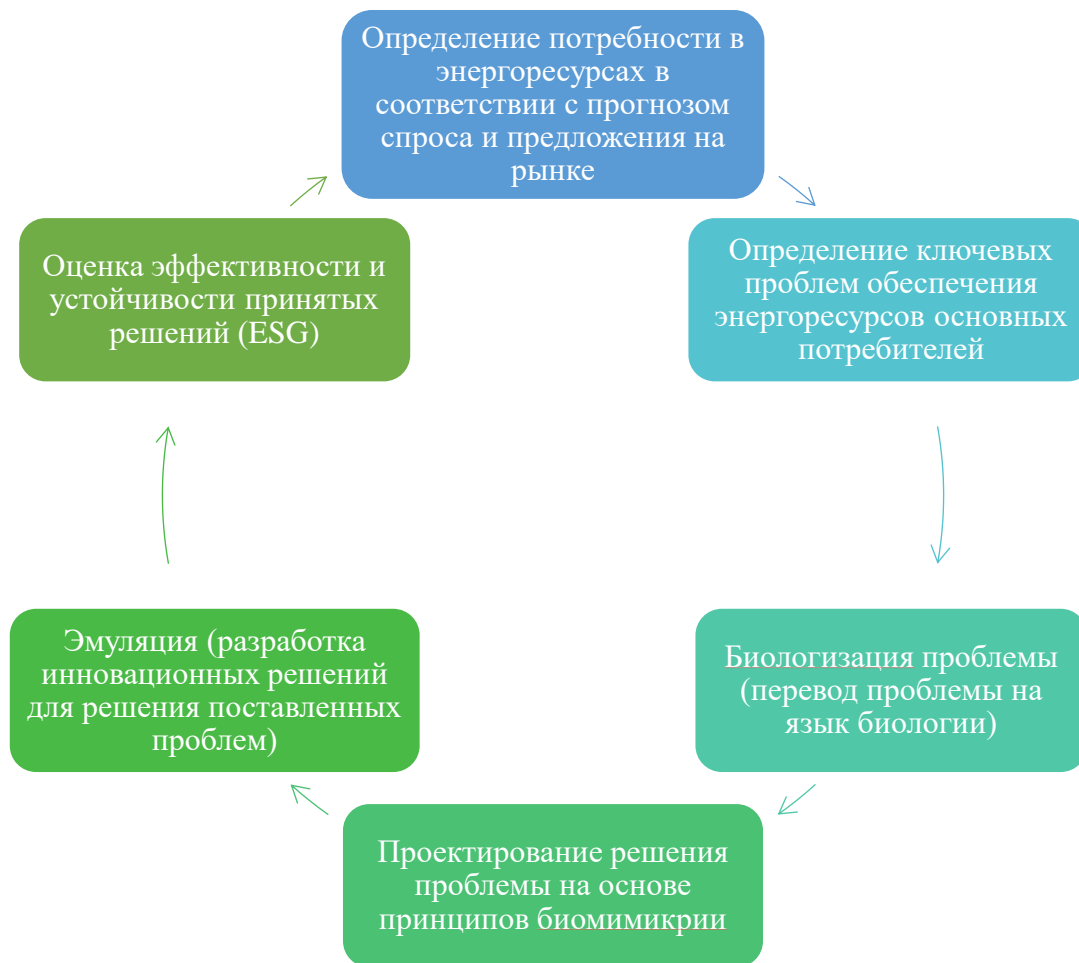 Определение потребности в
энергоресурсах в
соответствии с прогнозом
спроса и предложения на
рынке
Определение ключевых
проблем обеспечения
энергоресурсов основных
потребителей
Биологизация проблемы
(перевод проблемы на
язык биологии)
Проектирование решения
проблемы на основе
принципов биомимикрии
Эмуляция (разработка
инновационных решений
для решения поставленных
проблем)
Оценка эффективности и
устойчивости принятых
решений (ESG)